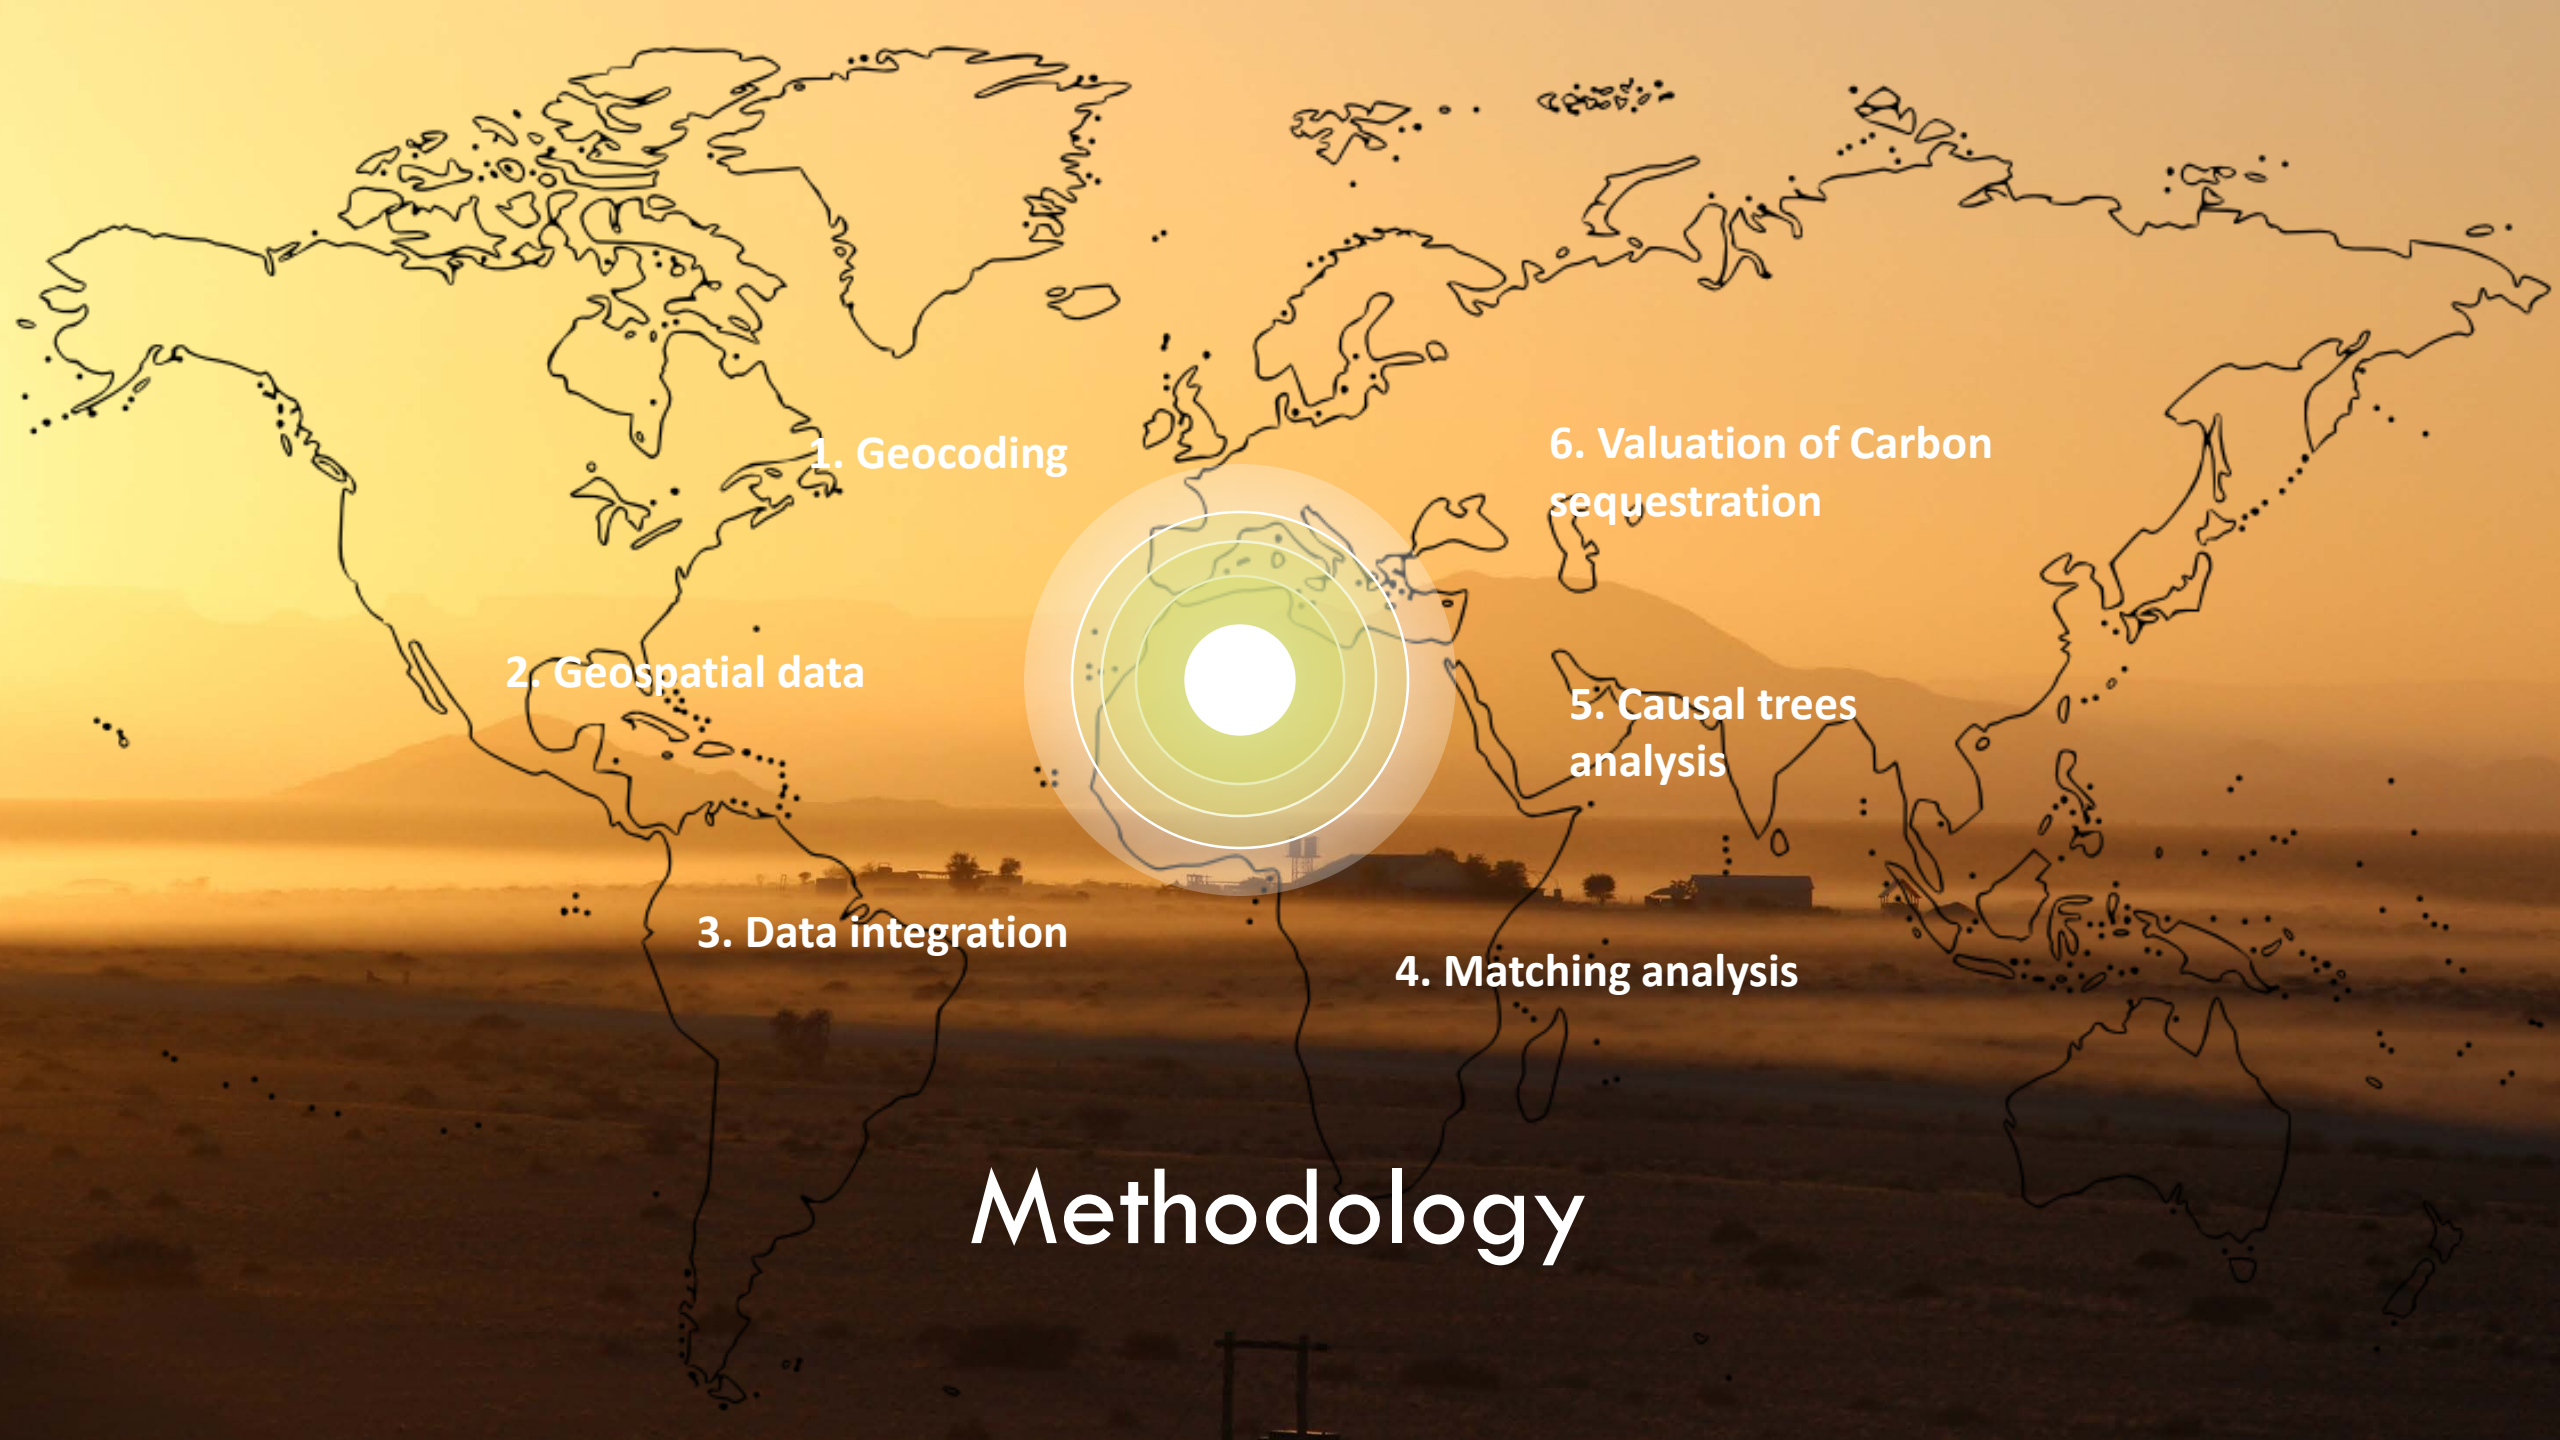 1. Geocoding
2. Geospatial data
3. Data integration
4. Matching analysis
5. Causal trees
analysis
6. Valuation of Carbon
sequestration
Methodology